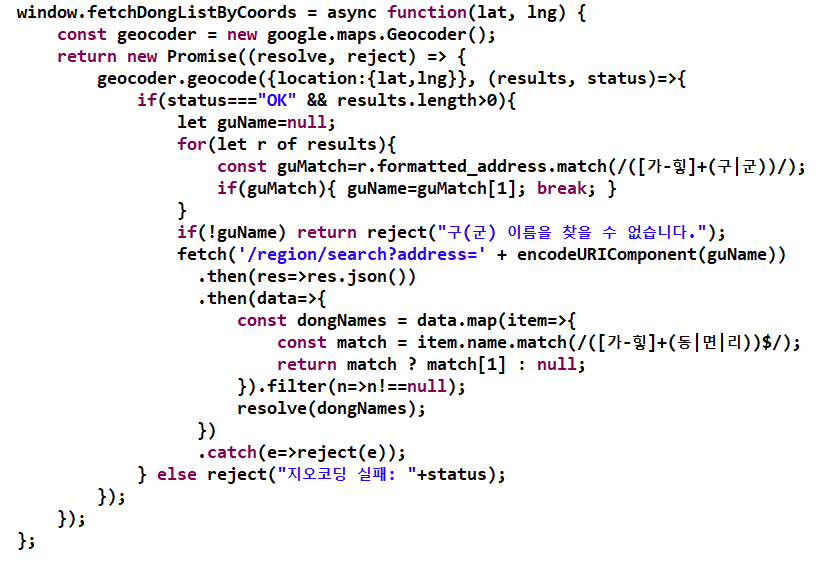 window.fetchDongListByCoords = async function(lat, lng) {
    const geocoder = new google.maps.Geocoder();
    return new Promise((resolve, reject) => {
        geocoder.geocode({location:{lat,lng}}, (results, status)=>{
            if(status==="OK" && results.length>0){
                let guName=null;
                for(let r of results){
                    const guMatch=r.formatted_address.match(/([가-힣]+(구|군))/);
                    if(guMatch){ guName=guMatch[1]; break; }
                }
                if(!guName) return reject("구(군) 이름을 찾을 수 없습니다.");
                fetch('/region/search?address=' + encodeURIComponent(guName))
                  .then(res=>res.json())
                  .then(data=>{
                      const dongNames = data.map(item=>{
                          const match = item.name.match(/([가-힣]+(동|면|리))$/);
                          return match ? match[1] : null;
                      }).filter(n=>n!==null);
                      resolve(dongNames);
                  })
                  .catch(e=>reject(e));
            } else reject("지오코딩 실패: "+status);
        });
    });
};